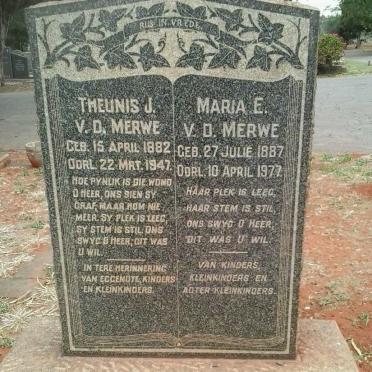 RUS IN VREDE
THEUNIS J.
V.D. MERWE
GEB. 15 APRIL 1882
OORL. 22 MRT. 1947.
HOE PYNLIK IS DIE WOND
O HEER, ONS SIEN SY
GRAF, MAAR HOM NIE
MEER. SY PLEK IS LEEG,
SY STEM IS STIL ONS
SWYG O HEER, DIT WAS
U WIL.
IN TERE HERINNERING
VAN EGGENOTE, KINDERS
EN KLEINKINDERS.
MARIA E.
V.D. MERWE
GEB. 27 JULIE 1887
OORL. 10 APRIL 1977
HAAR PLEK IS LEEG,
HAAR STEM IS STIL,
ONS SWYG O HEER,
DIT WAS U WIL.
VAN KINDERS,
KLEINKINDERS EN
AGTER KLEINKINDERS.